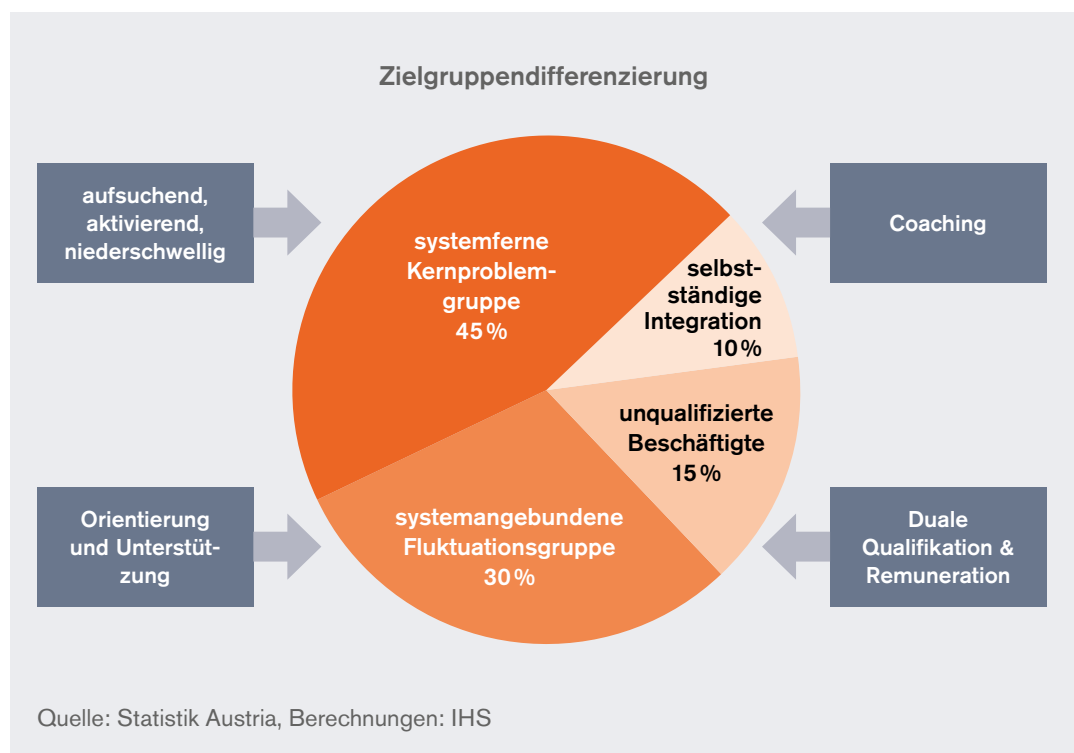 Zielgruppendifferenzierung
aufsuchend,
aktivierend,
niederschwellig
systemferne
Kernproblem-
gruppe
45 %
selbst-
ständige
Integration
10 %
Coaching
unqualifizierte
Beschäftigte
15 %
systemangebundene
Fluktuationsgruppe
30 %
Orientierung
und Unterstüt-
zung
Duale
Qualifikation &
Remuneration
Quelle: Statistik Austria, Berechnungen: IHS